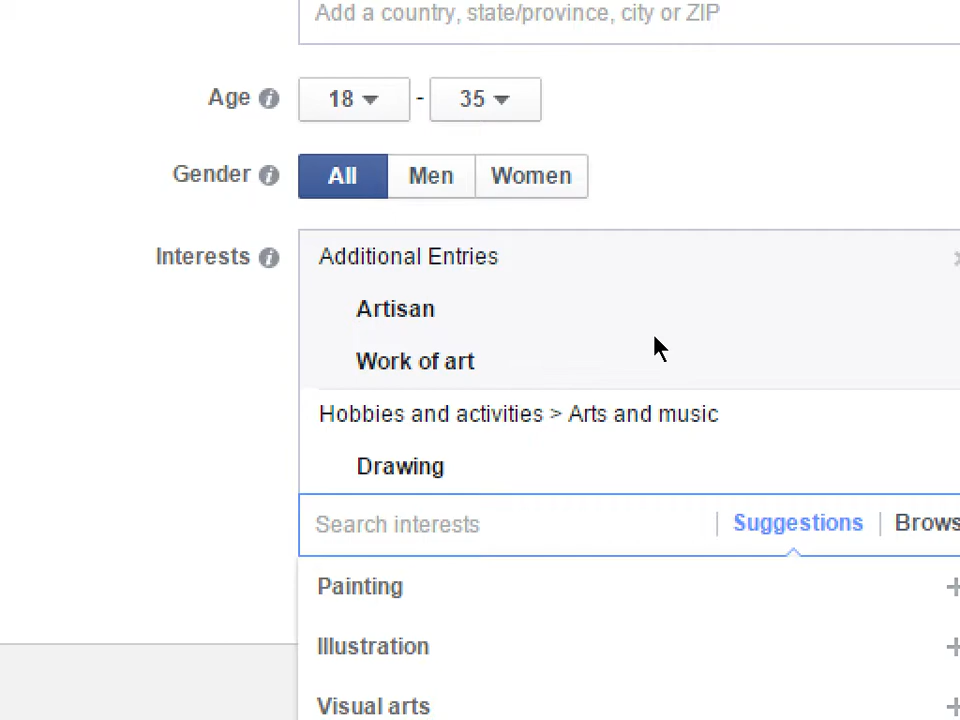 Add a country, state/province, city or ZIP
Age 18 - 35
Gender All Men Women
Interests Additional Entries
Artisan
Work of art
Hobbies and activities > Arts and music
Drawing
Search interests | Suggestions | Brows
Painting
Illustration
Visual arts